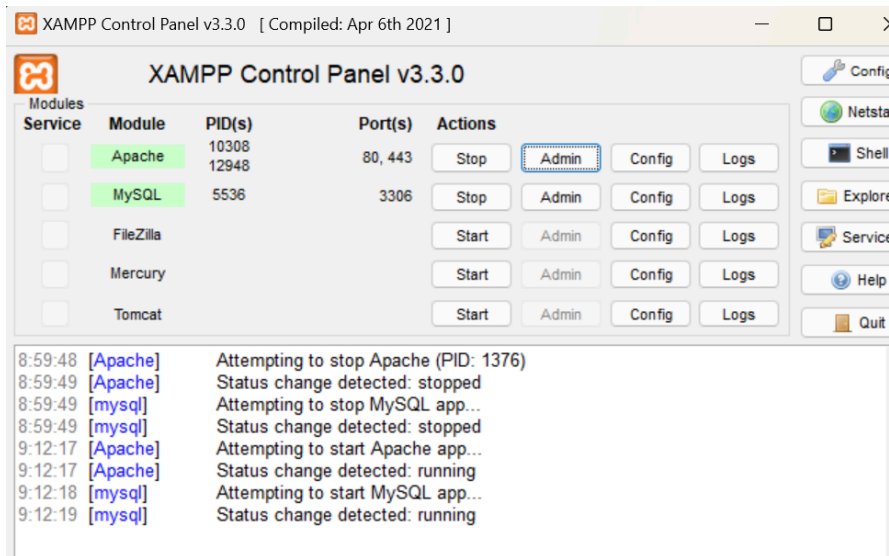 XAMPP Control Panel v3.3.0 [ Compiled: Apr 6th 2021 ]
XAMPP Control Panel v3.3.0
Modules
Service Module PID(s) Port(s) Actions
Apache 10308 12948 80, 443 Stop Admin Config Logs
MySQL 5536 3306 Stop Admin Config Logs
FileZilla Start Admin Config Logs
Mercury Start Admin Config Logs
Tomcat Start Admin Config Logs
Config
Netsta
Shell
Explore
Service
Help
Quit
8:59:48 [Apache] Attempting to stop Apache (PID: 1376)
8:59:49 [Apache] Status change detected: stopped
8:59:49 [mysql] Attempting to stop MySQL app...
8:59:49 [mysql] Status change detected: stopped
9:12:17 [Apache] Attempting to start Apache app...
9:12:17 [Apache] Status change detected: running
9:12:18 [mysql] Attempting to start MySQL app...
9:12:19 [mysql] Status change detected: running